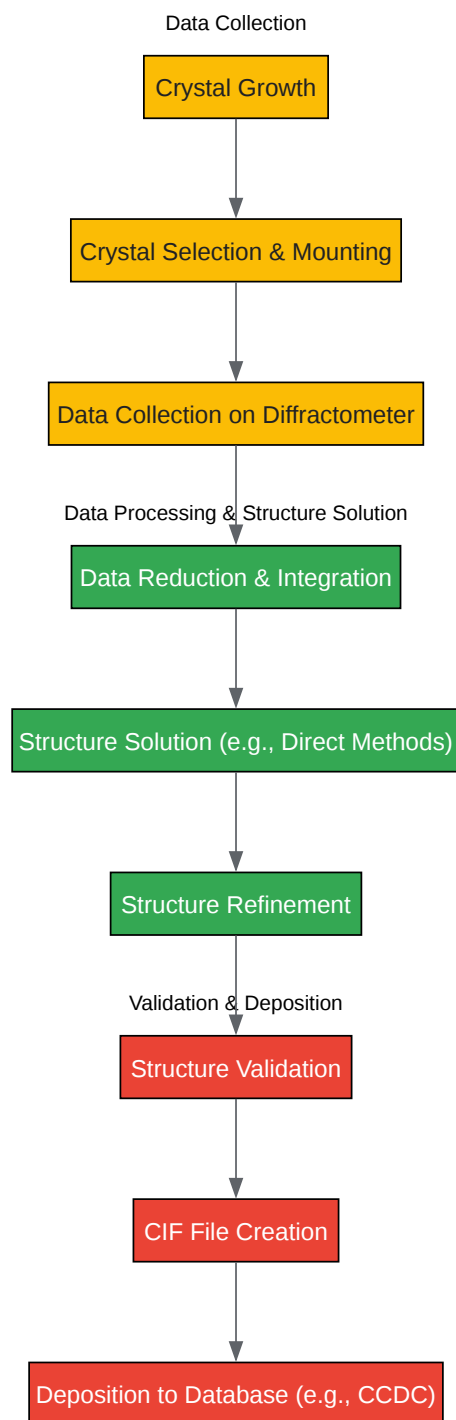 Data Collection
Crystal Growth
Crystal Selection & Mounting
Data Collection on Diffractometer
Data Processing & Structure Solution
Data Reduction & Integration
Structure Solution (e.g., Direct Methods)
Structure Refinement
Validation & Deposition
Structure Validation
CIF File Creation
Deposition to Database (e.g., CCDC)